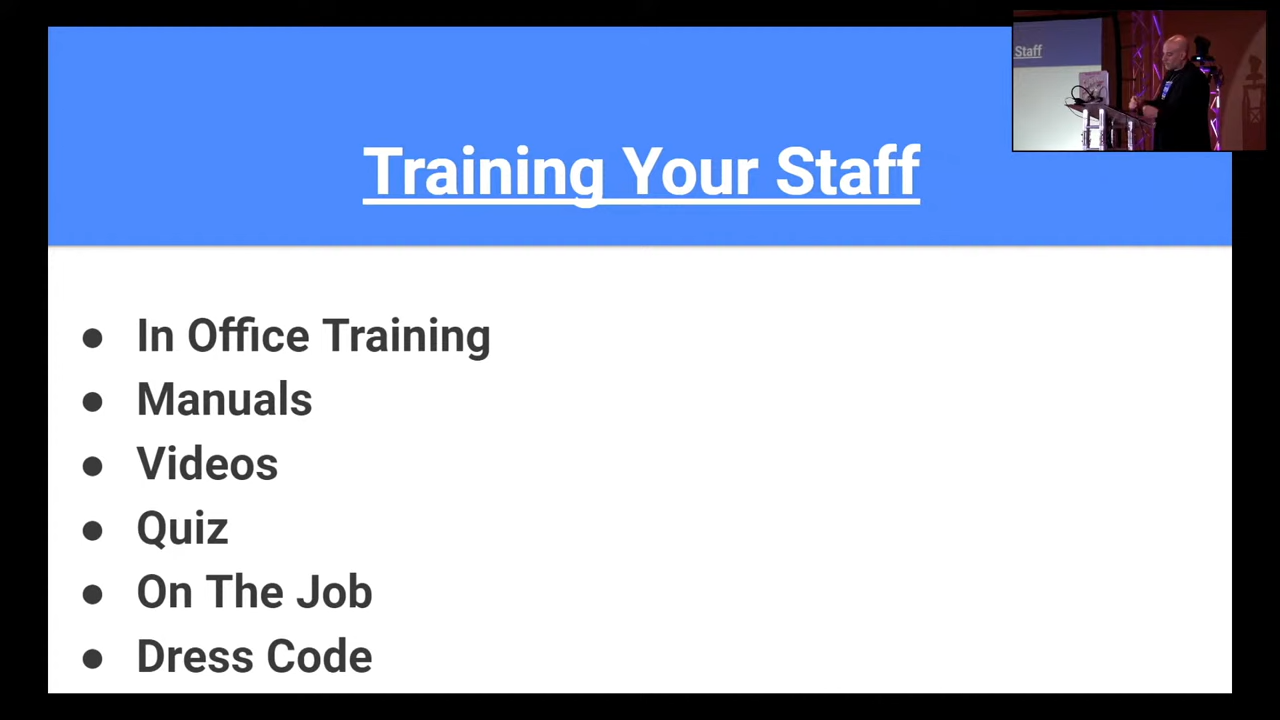 Training Your Staff
Staff
● In Office Training
● Manuals
● Videos
● Quiz
● On The Job
● Dress Code